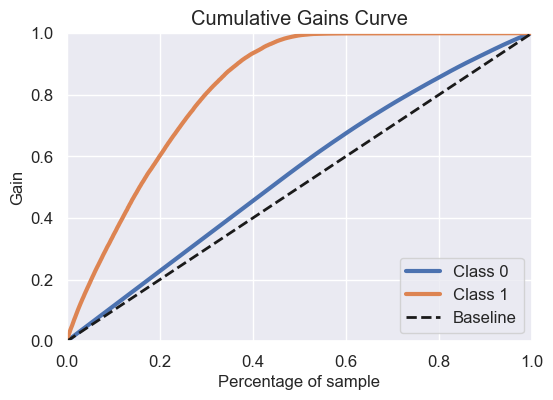 Cumulative Gains Curve
1.0
0.8
0.6
0.4
0.2
0.0
Gain
0.0 0.2 0.4 0.6 0.8 1.0
Percentage of sample
Class 0
Class 1
Baseline